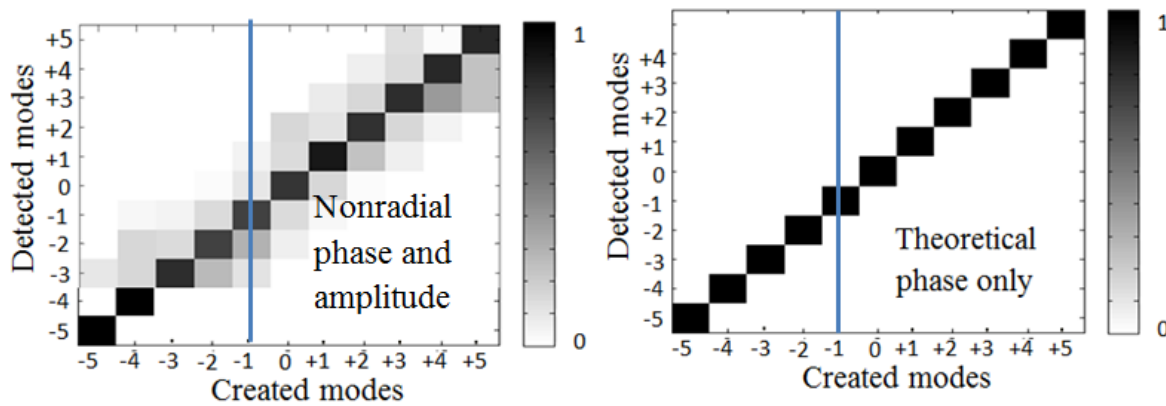 Detected modes
+5
+4
+3
+2
+1
0
-1
-2
-3
-4
-5
-5 -4 -3 -2 -1 0 +1 +2 +3 +4 +5
Created modes
Nonradial
phase and
amplitude
1
0
Detected modes
+5
+4
+3
+2
+1
0
-1
-2
-3
-4
-5
-5 -4 -3 -2 -1 0 +1 +2 +3 +4 +5
Created modes
Theoretical
phase only
1
0